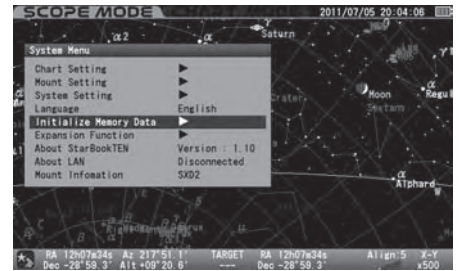 SCOPE MODE 2011/07/05 20:04:06
α2 α γ Saturn
System Menu
Chart Setting ▶
Mount Setting ▶
System Setting ▶
Language English
Initialize Memory Data ▶
Expansion Function ▶
About StarBookTEN Version : 1.10
About LAN Disconnected
Mount Infomation SXD2
Crater
Moon
Sextans
α Regu
α Alphard
W
RA 12h07m34s Az 217°51.1' TARGET RA 12h07m34s Align:5 X-Y
Dec -28°59.3' Alt +09°20.6' --- Dec -28°59.3' x500